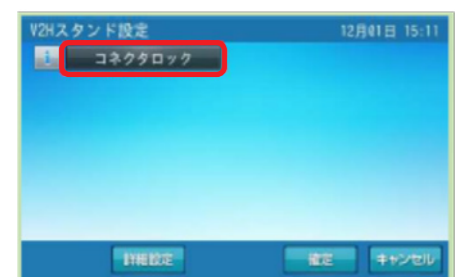 V2Hスタンド設定
12月01日 15:11
i
コネクタロック
詳細設定
確定
キャンセル